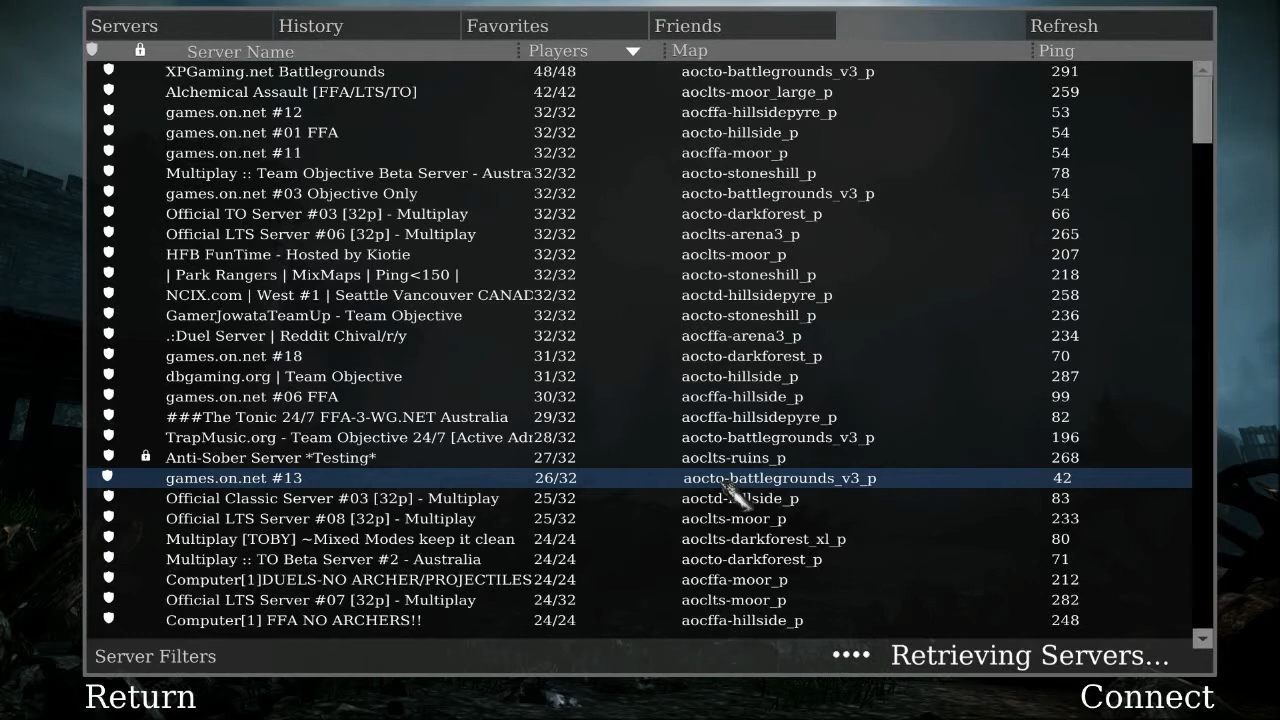 Servers History Favorites Friends Refresh
Server Name Players Map Ping
XPGaming.net Battlegrounds 48/48 aocto-battlegrounds_v3_p 291
Alchemical Assault [FFA/LTS/TO] 42/42 aoclts-moor_large_p 259
games.on.net #12 32/32 aocffa-hillsidepyre_p 53
games.on.net #01 FFA 32/32 aocto-hillside_p 54
games.on.net #11 32/32 aocffa-moor_p 54
Multiplay :: Team Objective Beta Server - Austra 32/32 aocto-stoneshill_p 78
games.on.net #03 Objective Only 32/32 aocto-battlegrounds_v3_p 54
Official TO Server #03 [32p] - Multiplay 32/32 aocto-darkforest_p 66
Official LTS Server #06 [32p] - Multiplay 32/32 aoclts-arena3_p 265
HFB FunTime - Hosted by Kiotie 32/32 aoclts-moor_p 207
| Park Rangers | MixMaps | Ping<150 | 32/32 aocto-stoneshill_p 218
NCIX.com | West #1 | Seattle Vancouver CANAD 32/32 aoctd-hillsidepyre_p 258
GamerJowataTeamUp - Team Objective 32/32 aocto-stoneshill_p 236
.:Duel Server | Reddit Chival/r/y 32/32 aocffa-arena3_p 234
games.on.net #18 31/32 aocto-darkforest_p 70
dbgaming.org | Team Objective 31/32 aocto-hillside_p 287
games.on.net #06 FFA 30/32 aocffa-hillside_p 99
###The Tonic 24/7 FFA-3-WG.NET Australia 29/32 aocffa-hillsidepyre_p 82
TrapMusic.org - Team Objective 24/7 [Active Adr 28/32 aocto-battlegrounds_v3_p 196
Anti-Sober Server *Testing* 27/32 aoclts-ruins_p 268
games.on.net #13 26/32 aocto-battlegrounds_v3_p 42
Official Classic Server #03 [32p] - Multiplay 25/32 aoctd-hillside_p 83
Official LTS Server #08 [32p] - Multiplay 25/32 aoclts-moor_p 233
Multiplay [TOBY] ~Mixed Modes keep it clean 24/24 aoclts-darkforest_xl_p 80
Multiplay :: TO Beta Server #2 - Australia 24/24 aocto-darkforest_p 71
Computer[1]DUELS-NO ARCHER/PROJECTILES 24/24 aocffa-moor_p 212
Official LTS Server #07 [32p] - Multiplay 24/32 aoclts-moor_p 282
Computer[1] FFA NO ARCHERS!! 24/24 aocffa-hillside_p 248
Server Filters •••• Retrieving Servers...
Return Connect